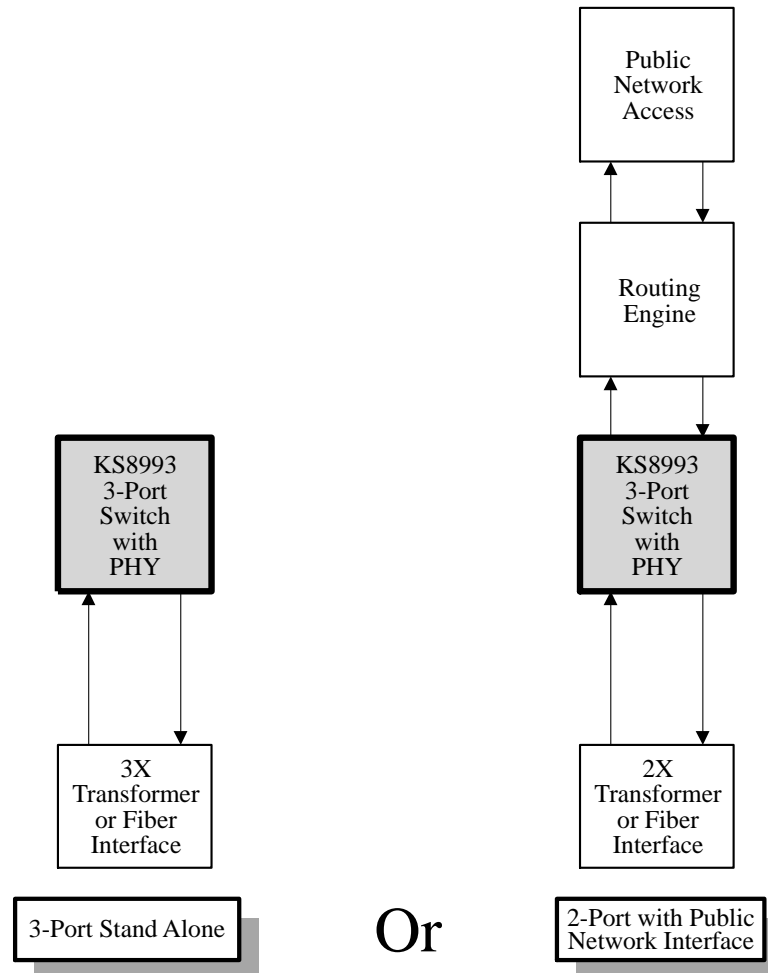 Public
Network
Access
Routing
Engine
KS8993
3-Port
Switch
with
PHY
KS8993
3-Port
Switch
with
PHY
3X
Transformer
or Fiber
Interface
2X
Transformer
or Fiber
Interface
3-Port Stand Alone
Or
2-Port with Public
Network Interface